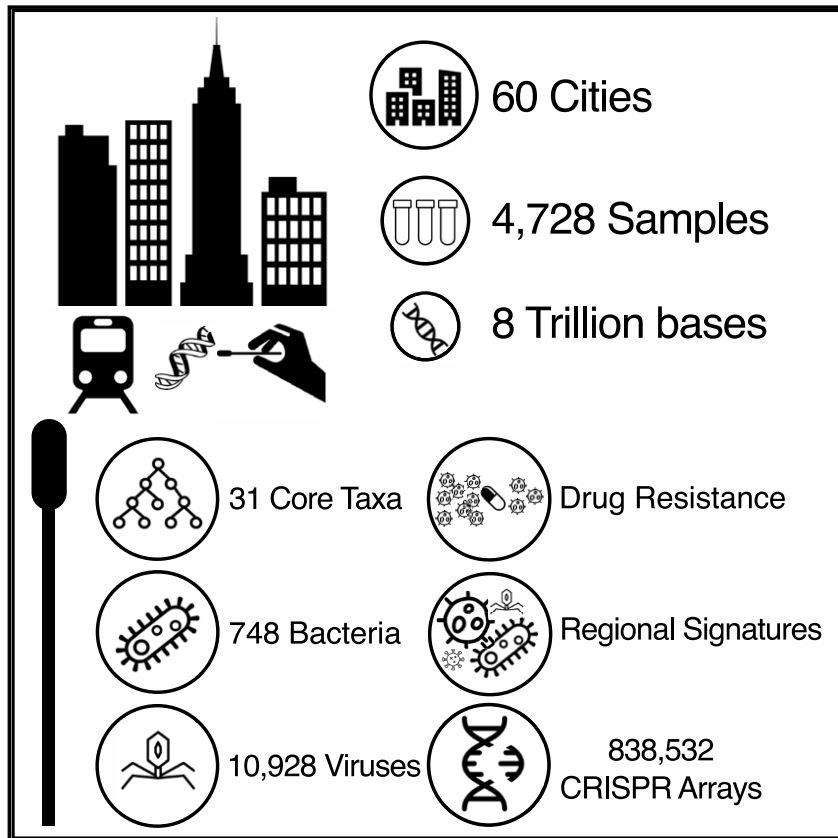 60 Cities
4,728 Samples
8 Trillion bases
31 Core Taxa
Drug Resistance
748 Bacteria
Regional Signatures
10,928 Viruses
838,532
CRISPR Arrays